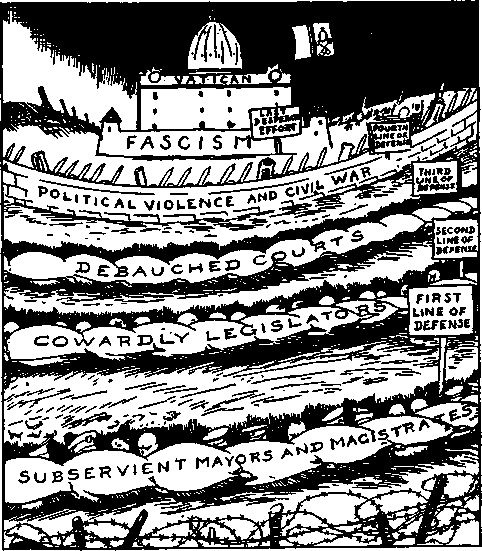 VATICAN
LAST
DEFENSE
EFFORT
FASCISM
FOURTH
LINE OF
DEFENSE
POLITICAL VIOLENCE AND CIVIL WAR
THIRD
LINE OF
DEFENSE
DEBAUCHED COURTS
SECOND
LINE OF
DEFENSE
COWARDLY LEGISLATORS
FIRST
LINE OF
DEFENSE
SUBSERVIENT MAYORS AND MAGISTRATES